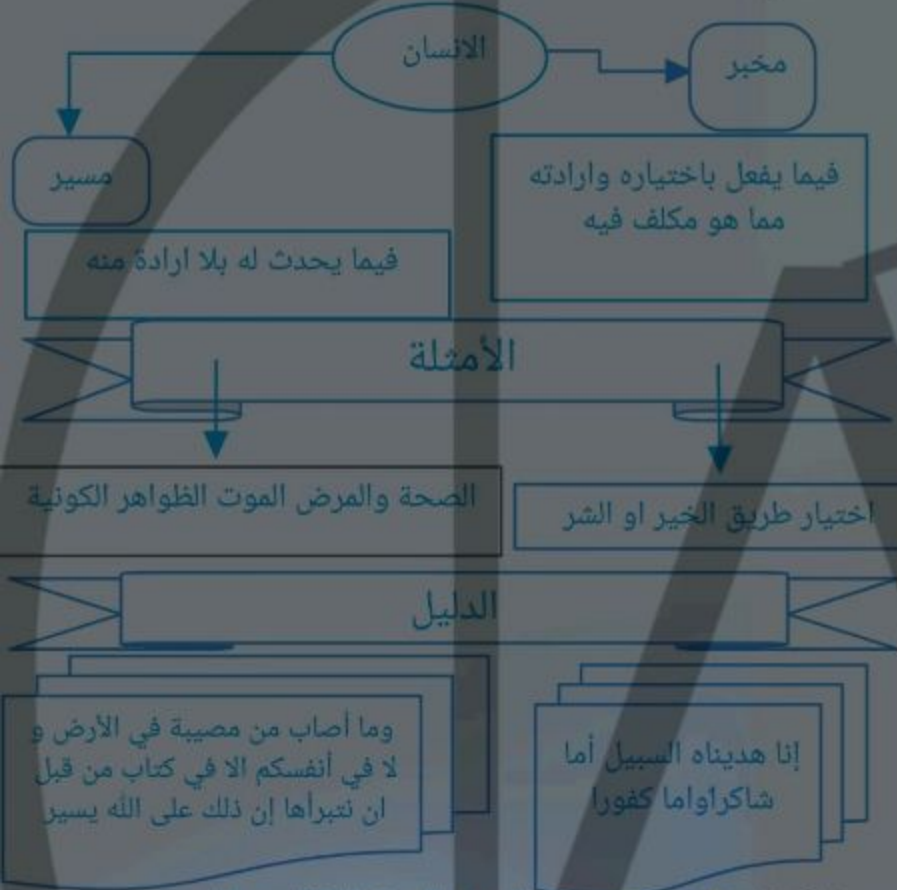 الانسان
مخبر
مسير
فيما يفعل باختياره وارادته
مما هو مكلف فيه
فيما يحدث له بلا ارادة منه
الأمثلة
اختيار طريق الخير او الشر
الصحة والمرض الموت الظواهر الكونية
الدليل
إنا هديناه السبيل أما
شاكراواما كفورا
وما أصاب من مصيبة في الأرض و
لا في أنفسكم الا في كتاب من قبل
ان نتبرأها إن ذلك على الله يسير